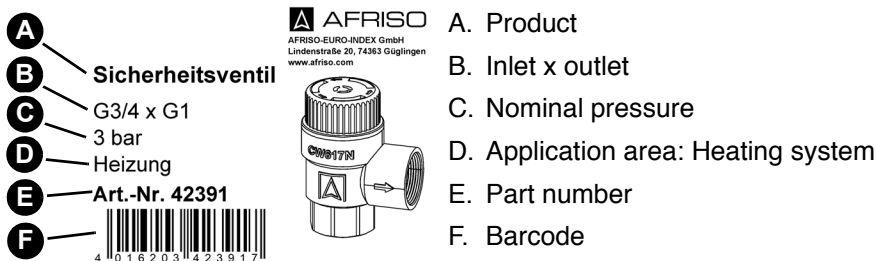 A
B
C
D
E
F
Sicherheitsventil
G3/4 x G1
3 bar
Heizung
Art.-Nr. 42391
4 016203 423917
AFRISO
AFRISO-EURO-INDEX GmbH
Lindenstraße 20, 74363 Güglingen
www.afriso.com
CW617N
A. Product
B. Inlet x outlet
C. Nominal pressure
D. Application area: Heating system
E. Part number
F. Barcode